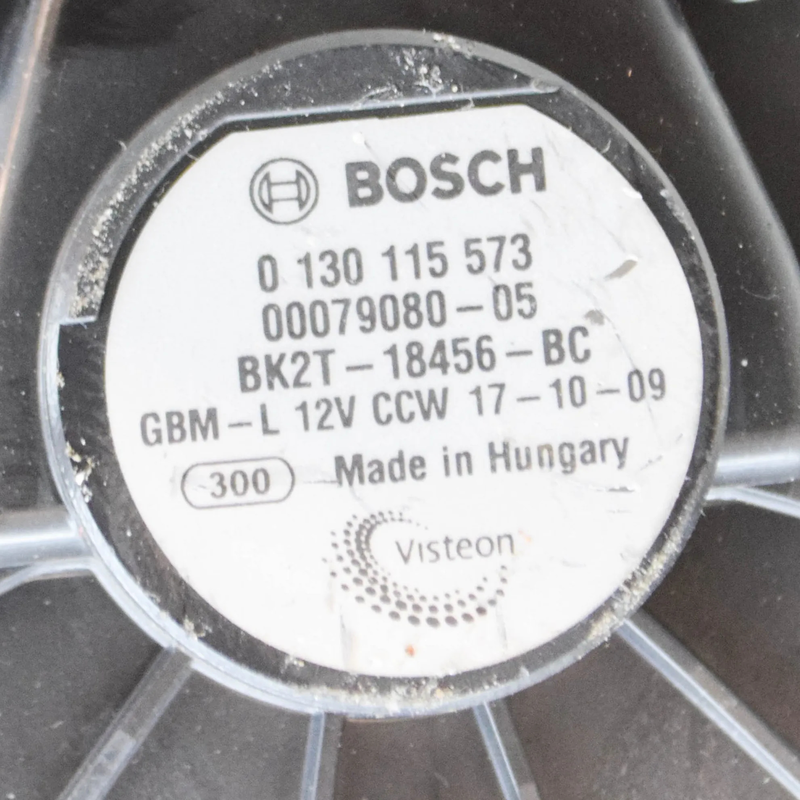 BOSCH
0 130 115 573
00079080-05
BK2T-18456-BC
GBM-L 12V CCW 17-10-09
300 Made in Hungary
Visteon